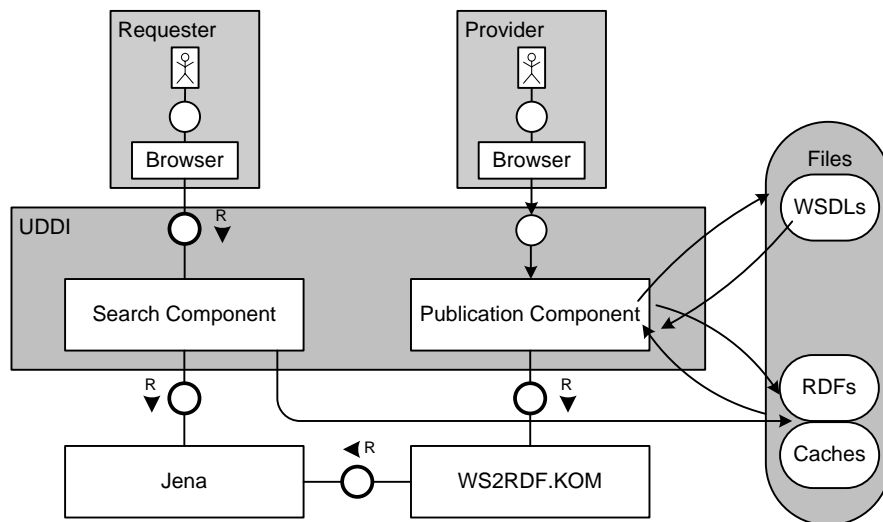 Requester
Provider
Browser
Browser
Files
WSDLs
UDDI
R
Search Component
Publication Component
R
R
RDFs
Caches
Jena
R
WS2RDF.KOM